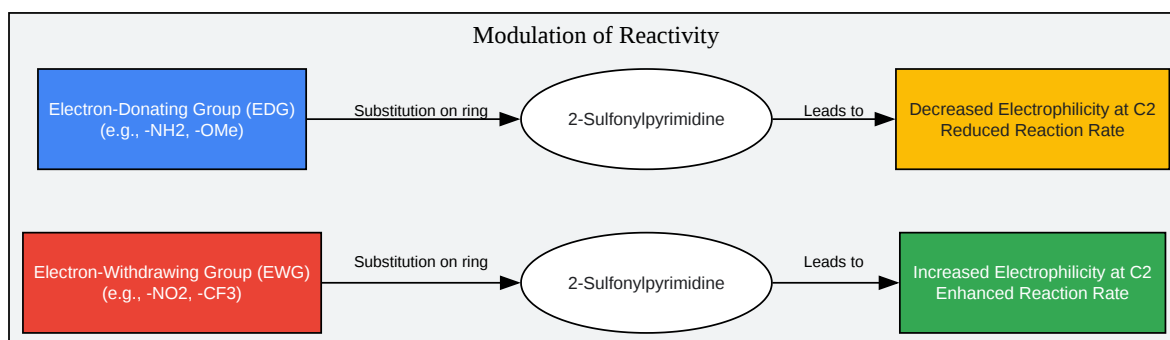 Modulation of Reactivity
Electron-Donating Group (EDG)
(e.g., -NH2, -OMe)
Substitution on ring
2-Sulfonylpyrimidine
Leads to
Decreased Electrophilicity at C2
Reduced Reaction Rate
Electron-Withdrawing Group (EWG)
(e.g., -NO2, -CF3)
Substitution on ring
2-Sulfonylpyrimidine
Leads to
Increased Electrophilicity at C2
Enhanced Reaction Rate